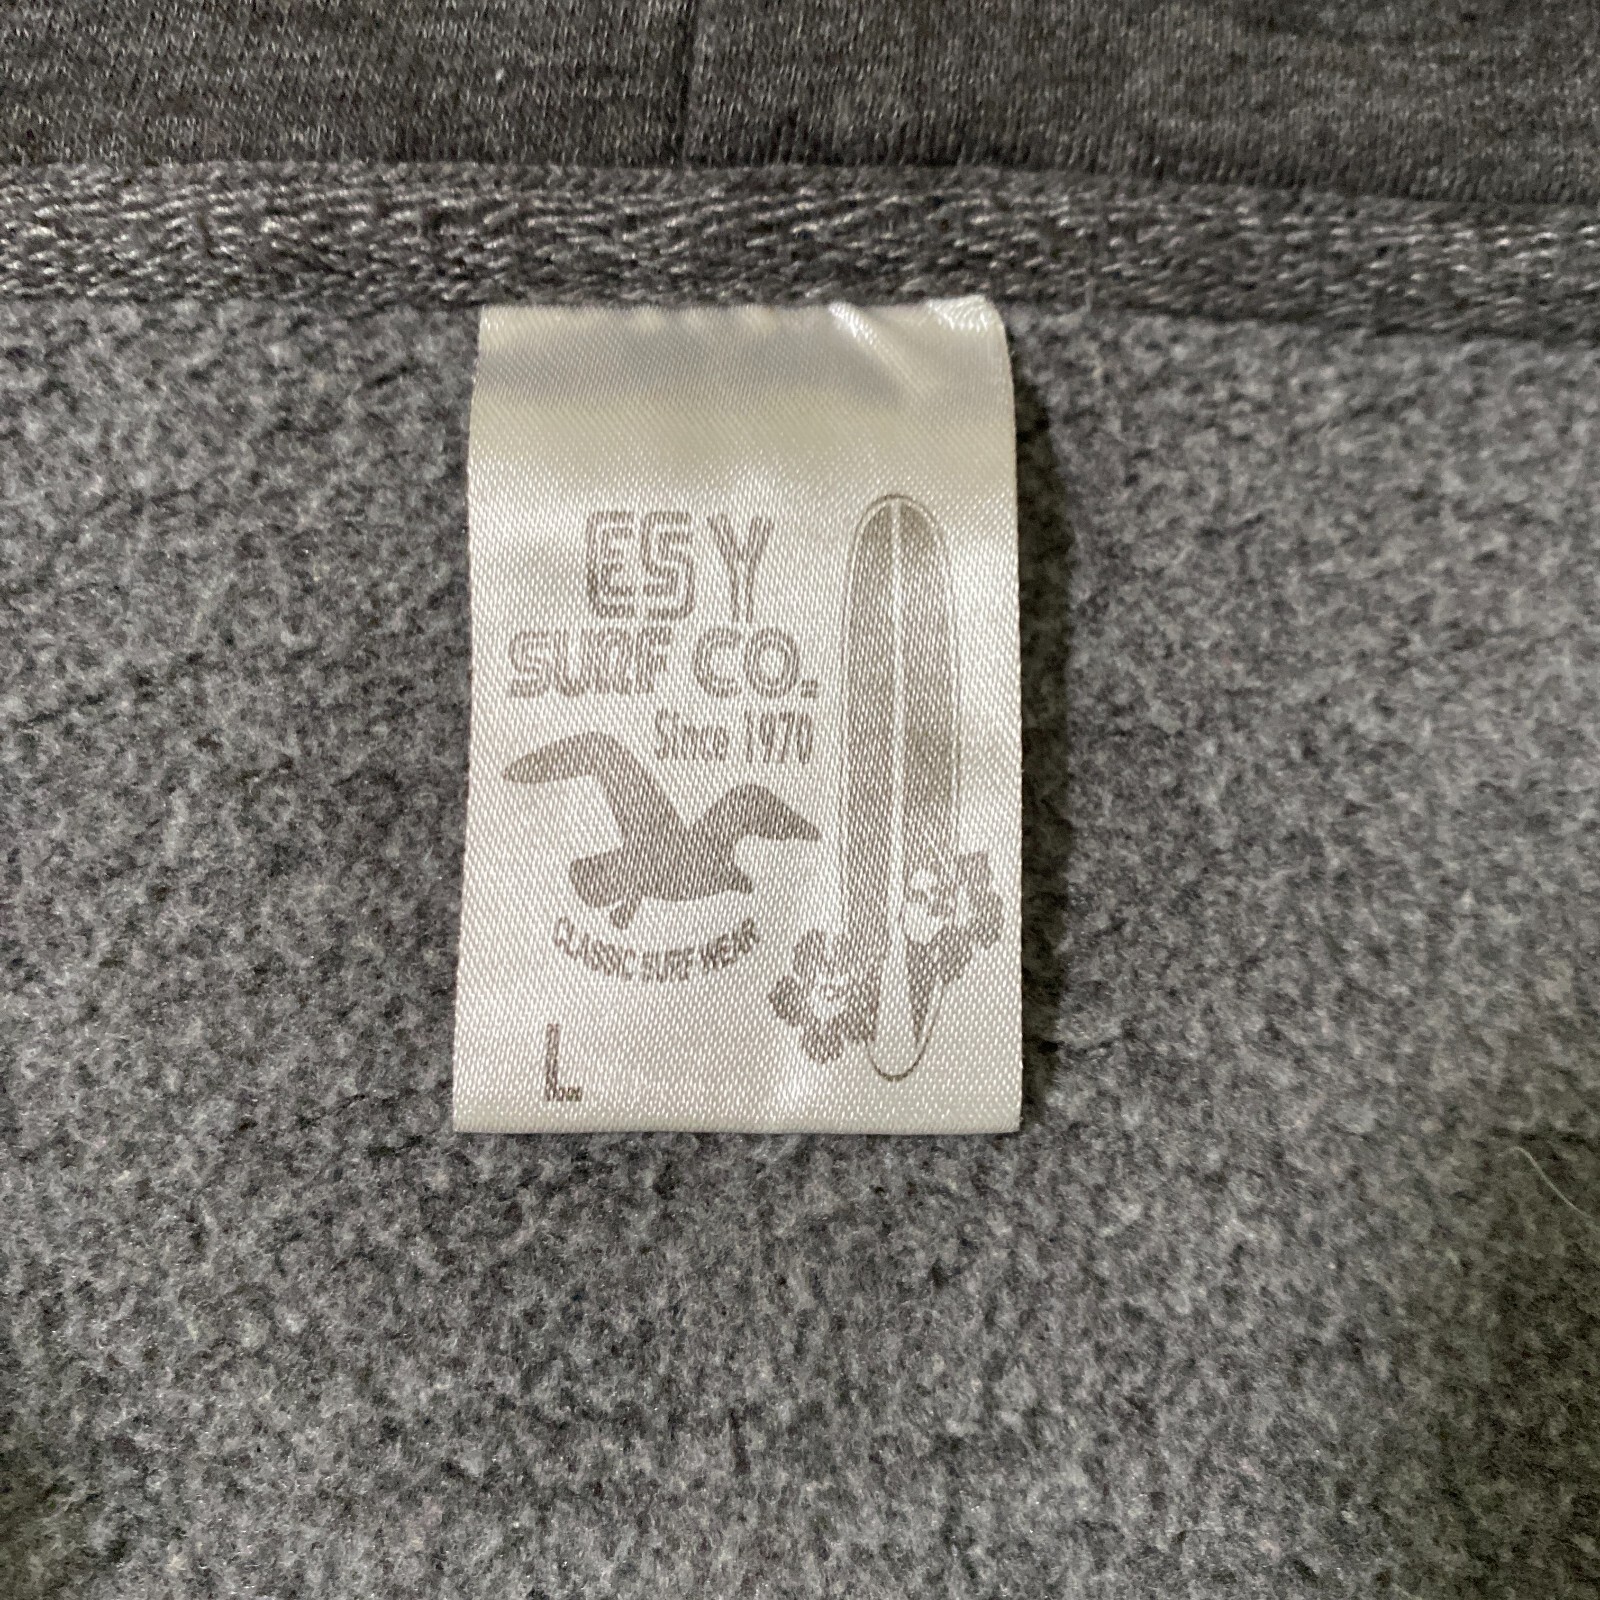 ESY
SURF CO.
Since 1970
CLASSIC SURF WEAR
L